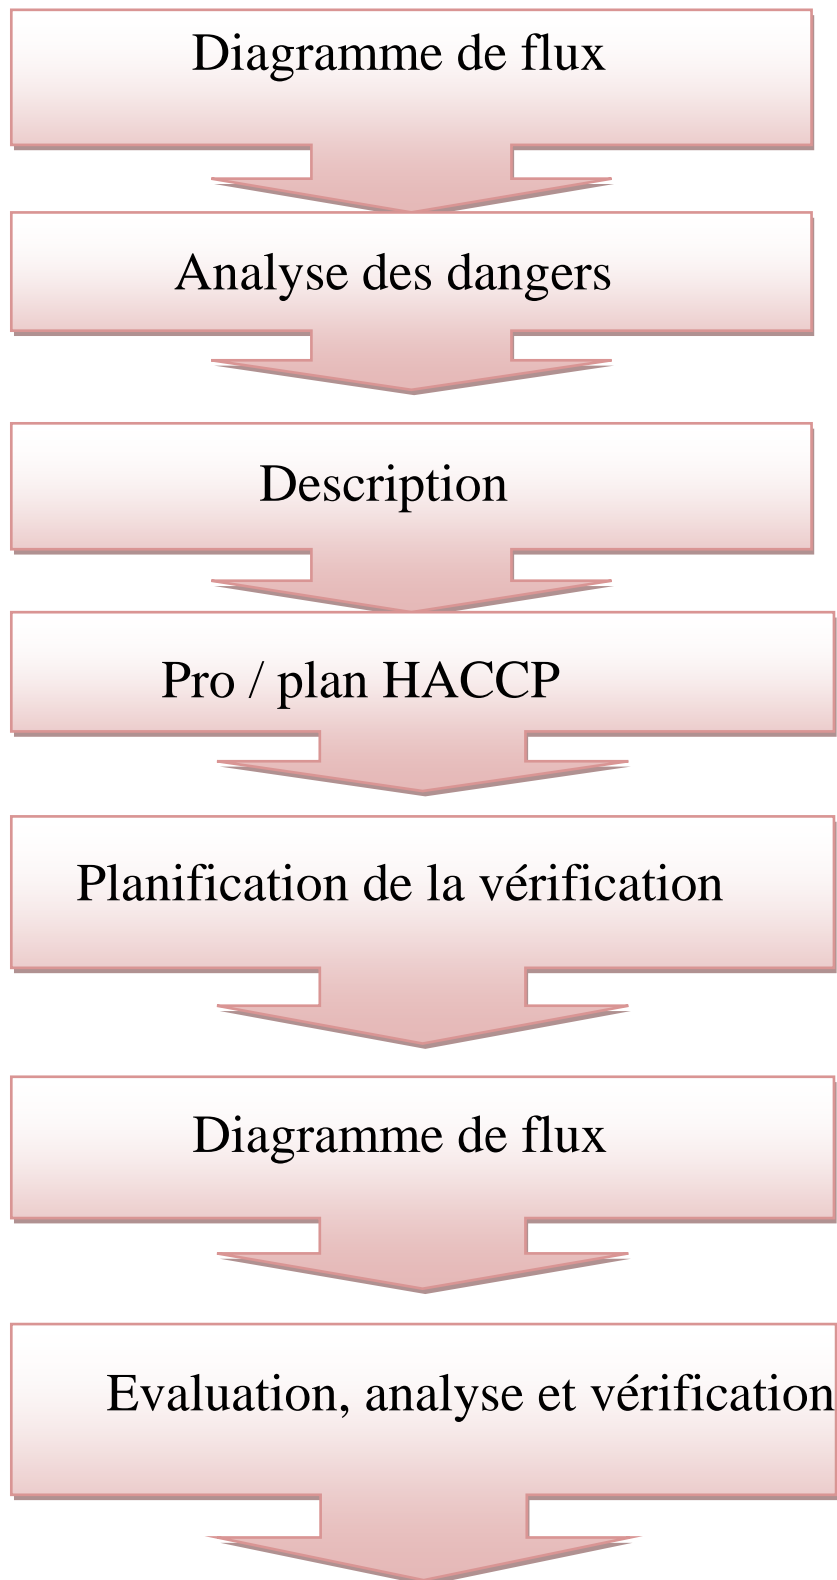 Diagramme de flux
Analyse des dangers
Description
Pro / plan HACCP
Planification de la vérification
Diagramme de flux
Evaluation, analyse et vérification